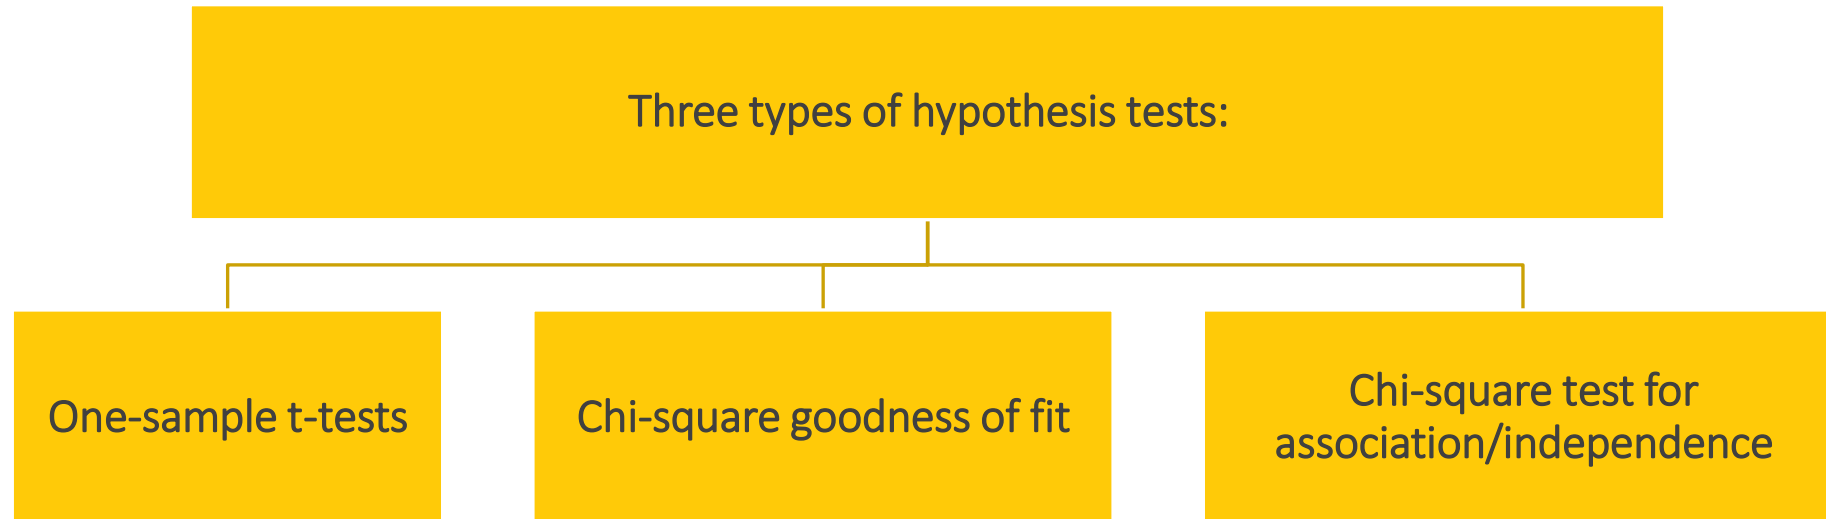 Three types of hypothesis tests:
One-sample t-tests
Chi-square goodness of fit
Chi-square test for
association/independence